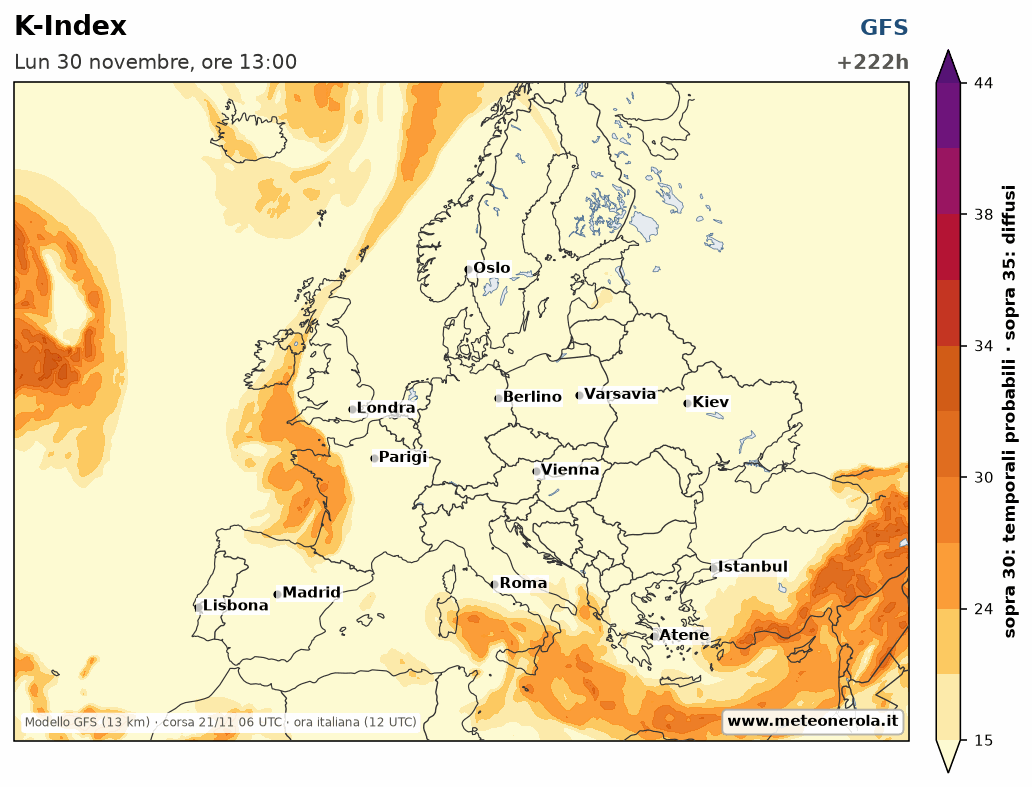 K-Index
GFS
Lun 30 novembre, ore 13:00
+222h
44
38
34
30
24
15
sopra 30: temporali probabili · sopra 35: diffusi
Oslo
Berlino
Varsavia
Kiev
Londra
Parigi
Vienna
Istanbul
Roma
Madrid
Lisbona
Atene
Modello GFS (13 km) · corsa 21/11 06 UTC · ora italiana (12 UTC)
www.meteonerola.it